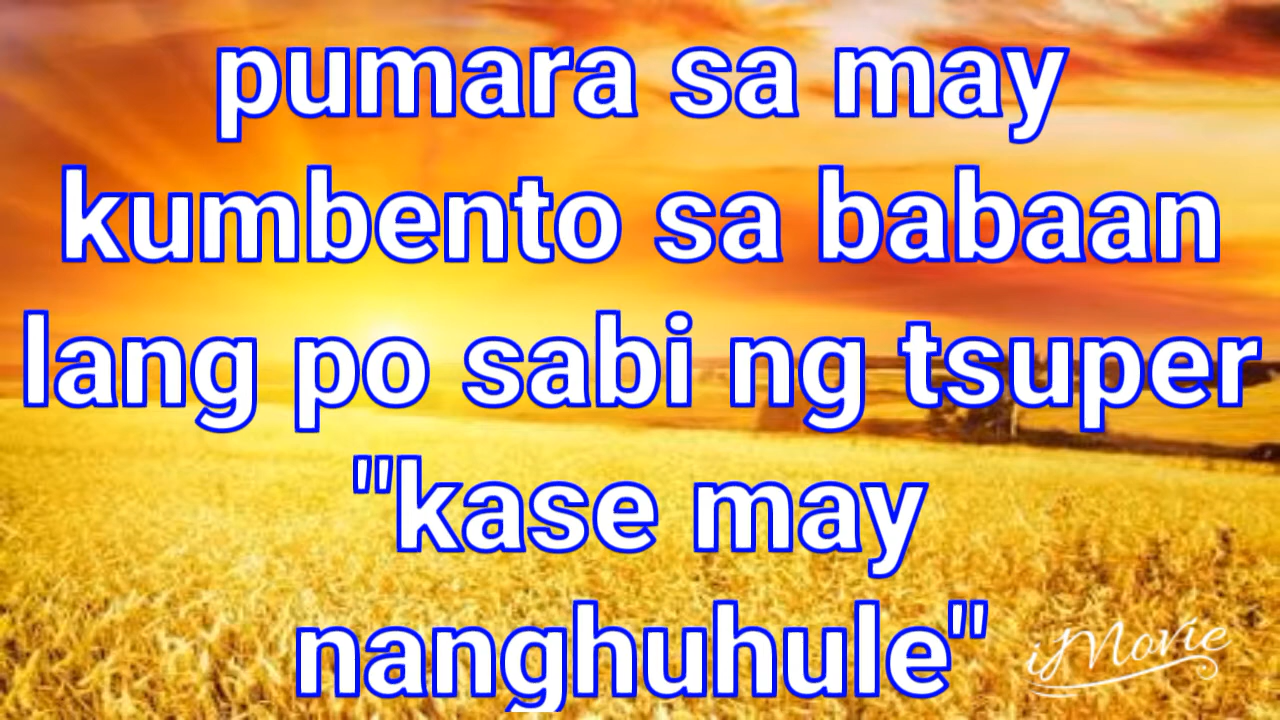 pumara sa may
kumbento sa babaan
lang po sabi ng tsuper
"kase may
nanghuhule"
iMovie